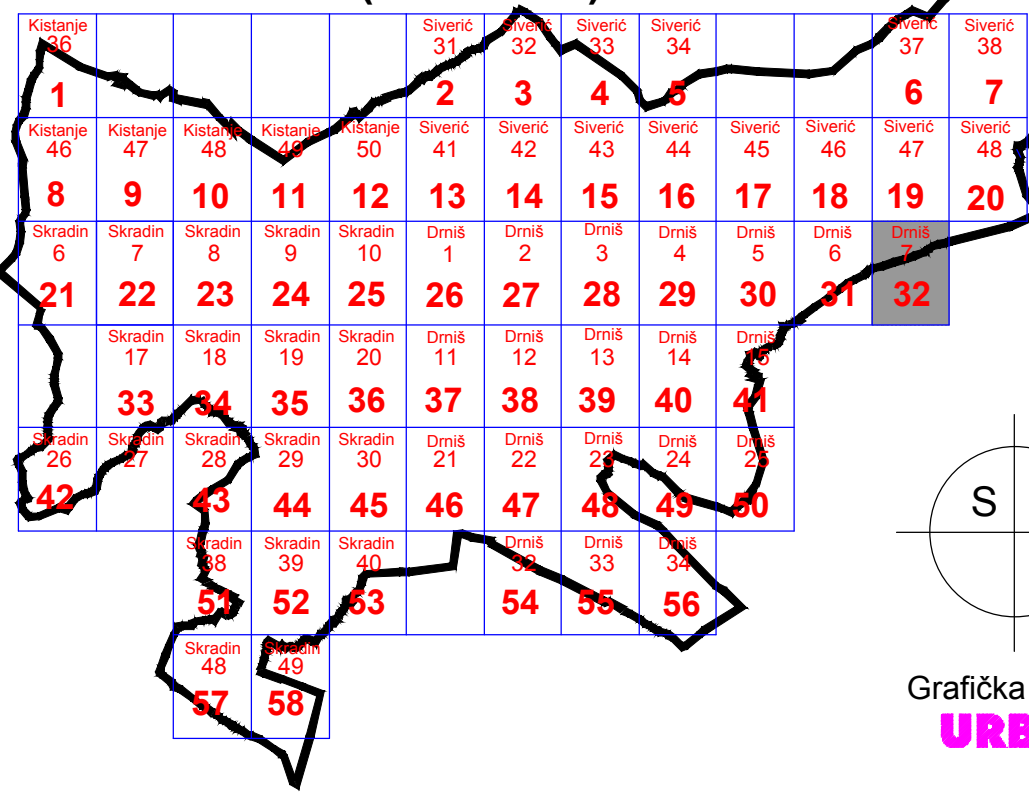 Kistanje Siverić Siverić Siverić Siverić Siverić Siverić
36 31 32 33 34 37 38
1 2 3 4 5 6 7
Kistanje Kistanje Kistanje Kistanje Kistanje Siverić Siverić Siverić Siverić Siverić Siverić Siverić Siverić
46 47 48 49 50 41 42 43 44 45 46 47 48
8 9 10 11 12 13 14 15 16 17 18 19 20
Skradin Skradin Skradin Skradin Skradin Drniš Drniš Drniš Drniš Drniš Drniš Drniš
6 7 8 9 10 1 2 3 4 5 6 7
21 22 23 24 25 26 27 28 29 30 31 32
Skradin Skradin Skradin Skradin Drniš Drniš Drniš Drniš Drniš
17 18 19 20 11 12 13 14 15
33 34 35 36 37 38 39 40 41
Skradin Skradin Skradin Skradin Skradin Drniš Drniš Drniš Drniš Drniš
26 27 28 29 30 21 22 23 24 25
42 43 44 45 46 47 48 49 50
S
Skradin Skradin Skradin Drniš Drniš Drniš
38 39 40 32 33 34
51 52 53 54 55 56
Skradin Skradin
48 49
57 58
Grafička
URB